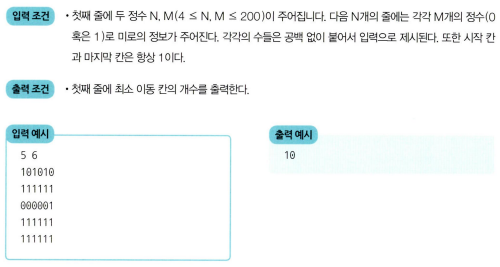 입력 조건 • 첫째 줄에 두 정수 N, M(4 ≤ N, M ≤ 200)이 주어집니다. 다음 N개의 줄에는 각각 M개의 정수(0
혹은 1)로 미로의 정보가 주어진다. 각각의 수들은 공백 없이 붙어서 입력으로 제시된다. 또한 시작 칸
과 마지막 칸은 항상 1이다.
출력 조건 • 첫째 줄에 최소 이동 칸의 개수를 출력한다.
입력 예시
5 6
101010
111111
000001
111111
111111
출력 예시
10